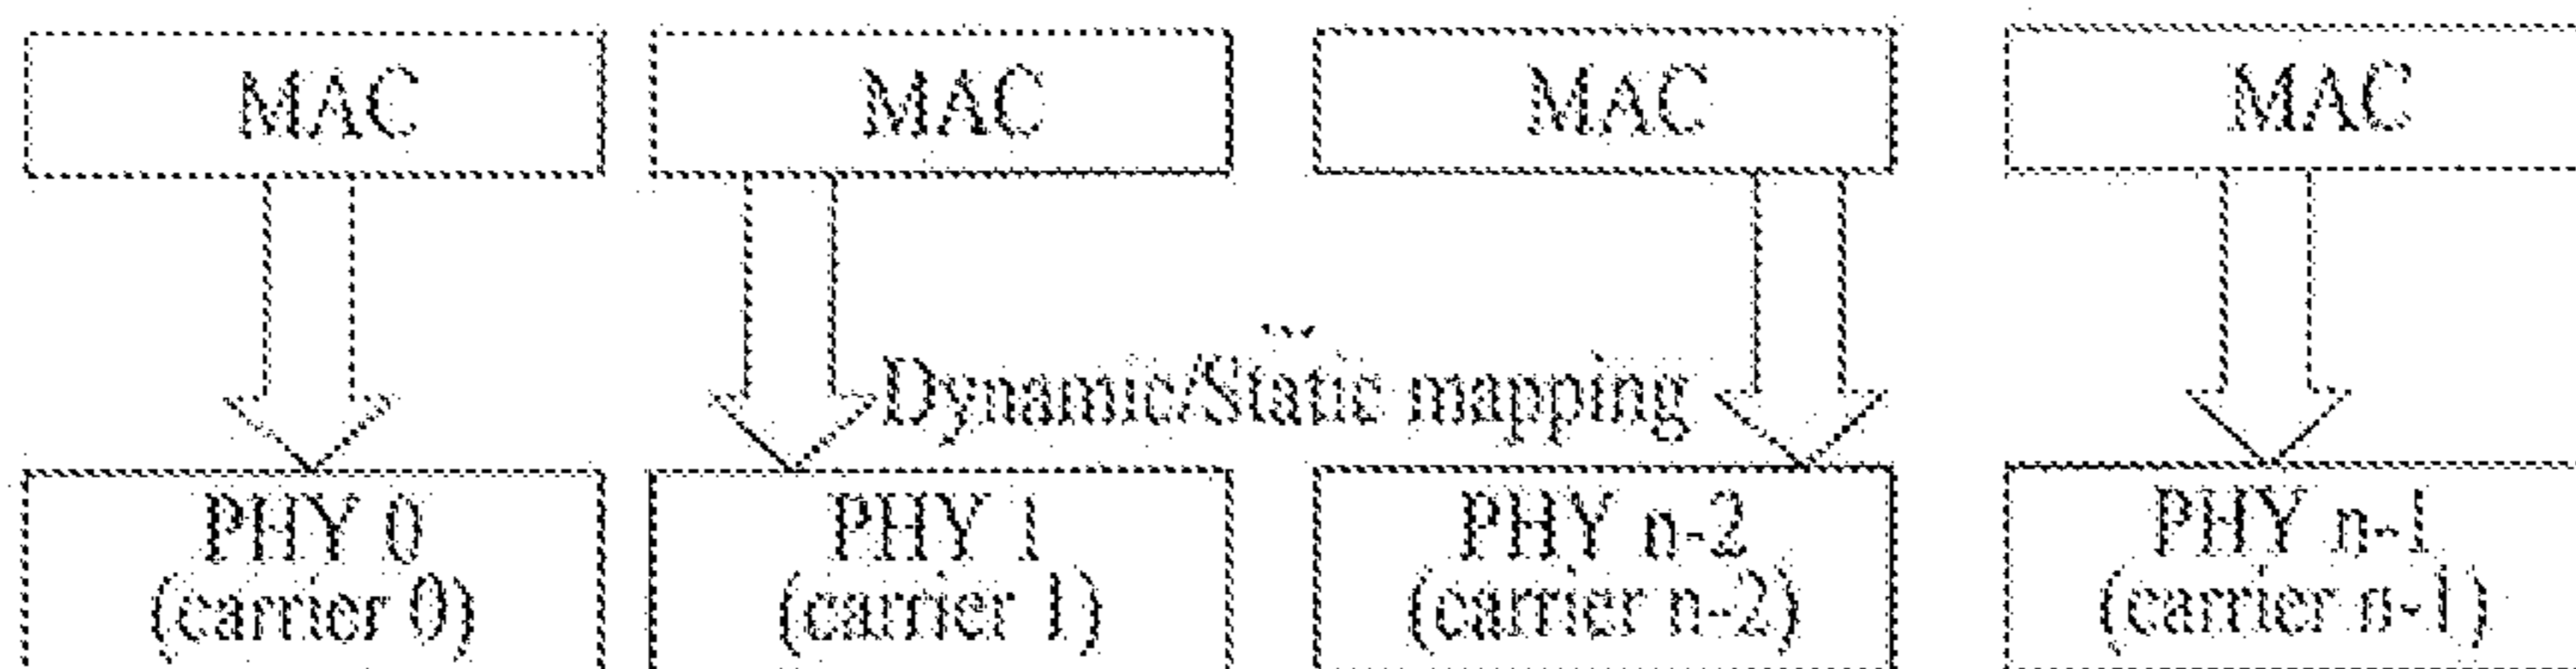 MAC MAC MAC MAC
...
Dynamic/Static mapping
PHY 0 PHY 1 PHY n-2 PHY n-1
(carrier 0) (carrier 1) (carrier n-2) (carrier n-1)